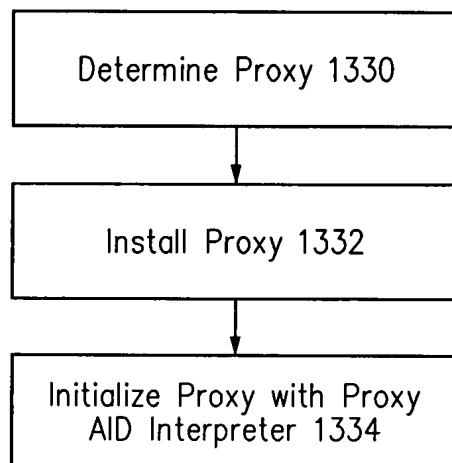 Determine Proxy 1330
Install Proxy 1332
Initialize Proxy with Proxy
AID Interpreter 1334